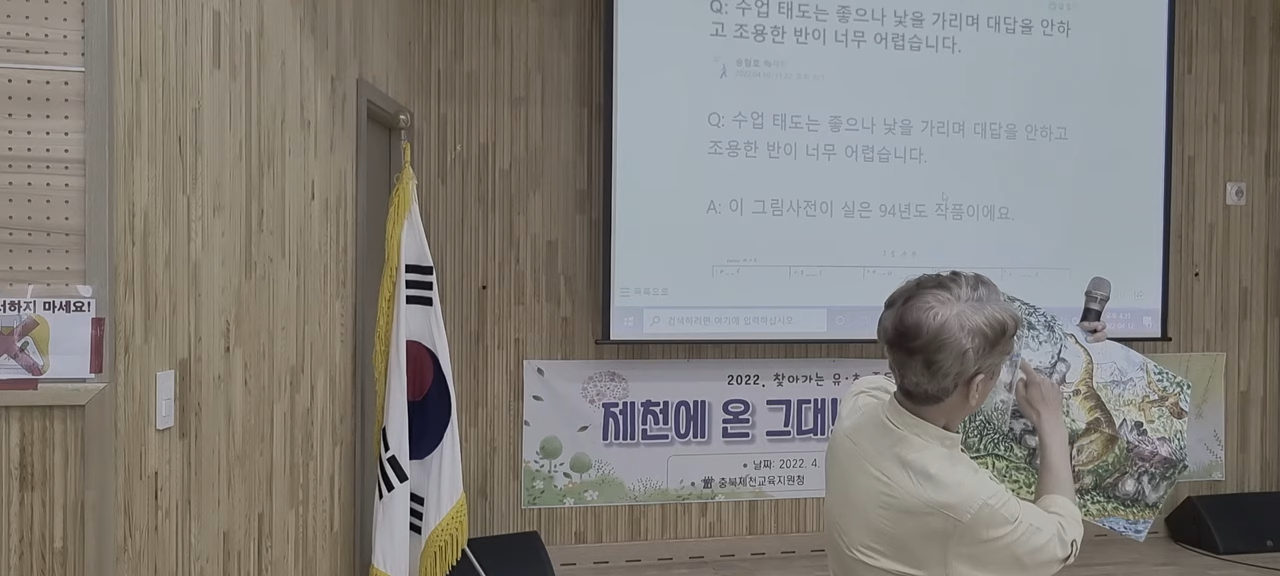 Q: 수업 태도는 좋으나 낯을 가리며 대답을 안하
고 조용한 반이 너무 어렵습니다.
Q: 수업 태도는 좋으나 낯을 가리며 대답을 안하고
조용한 반이 너무 어렵습니다.
A: 이 그림사전이 실은 94년도 작품이에요.
목록으로
검색하려면 여기에 입력하십시오.
하지 마세요!
2022. 찾아가는 유·초
제천에 온 그대!
날짜: 2022. 4.
충북제천교육지원청